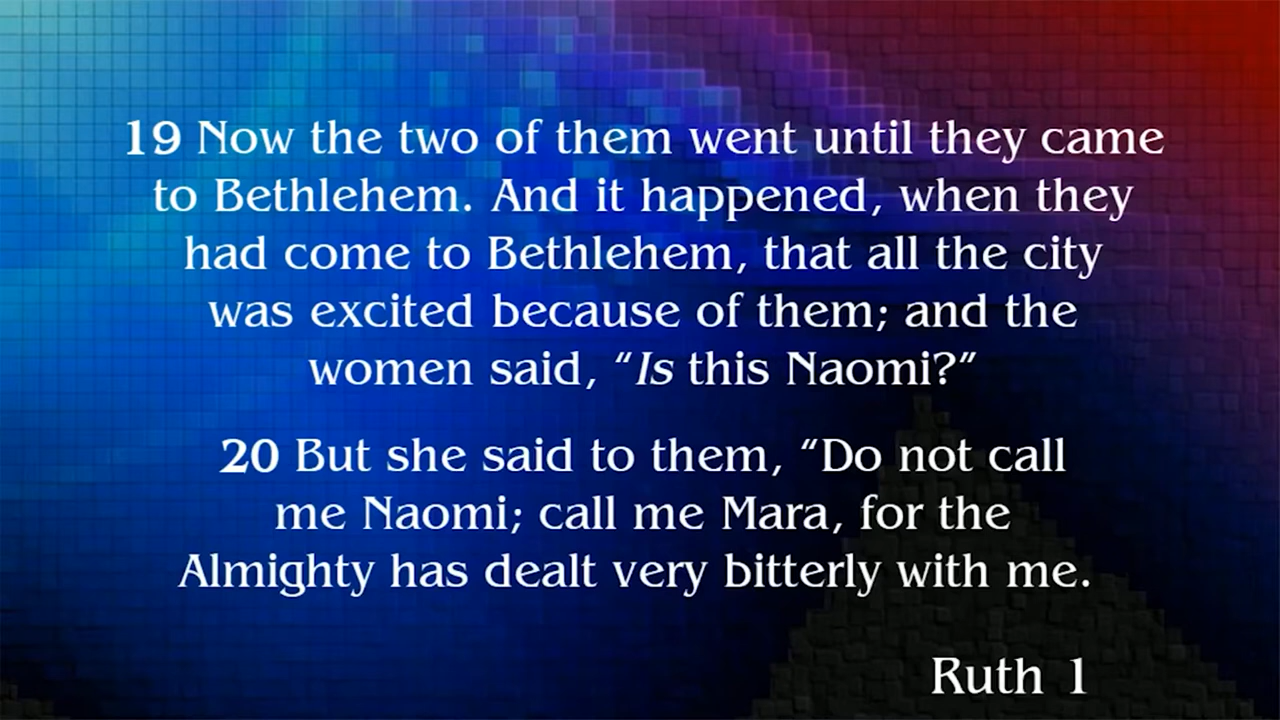 19 Now the two of them went until they came
to Bethlehem. And it happened, when they
had come to Bethlehem, that all the city
was excited because of them; and the
women said, “Is this Naomi?”
20 But she said to them, “Do not call
me Naomi; call me Mara, for the
Almighty has dealt very bitterly with me.
Ruth 1